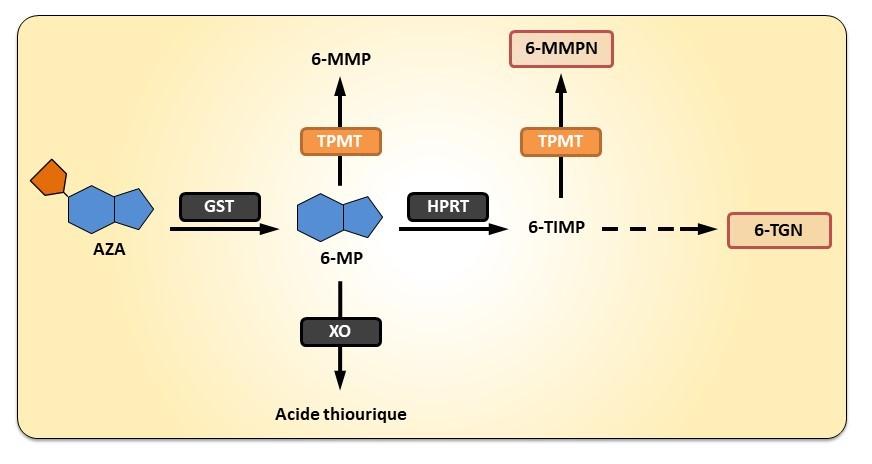 6-MMP
6-MMPN
TPMT
TPMT
GST
HPRT
AZA
6-MP
6-TIMP
6-TGN
XO
Acide thiourique